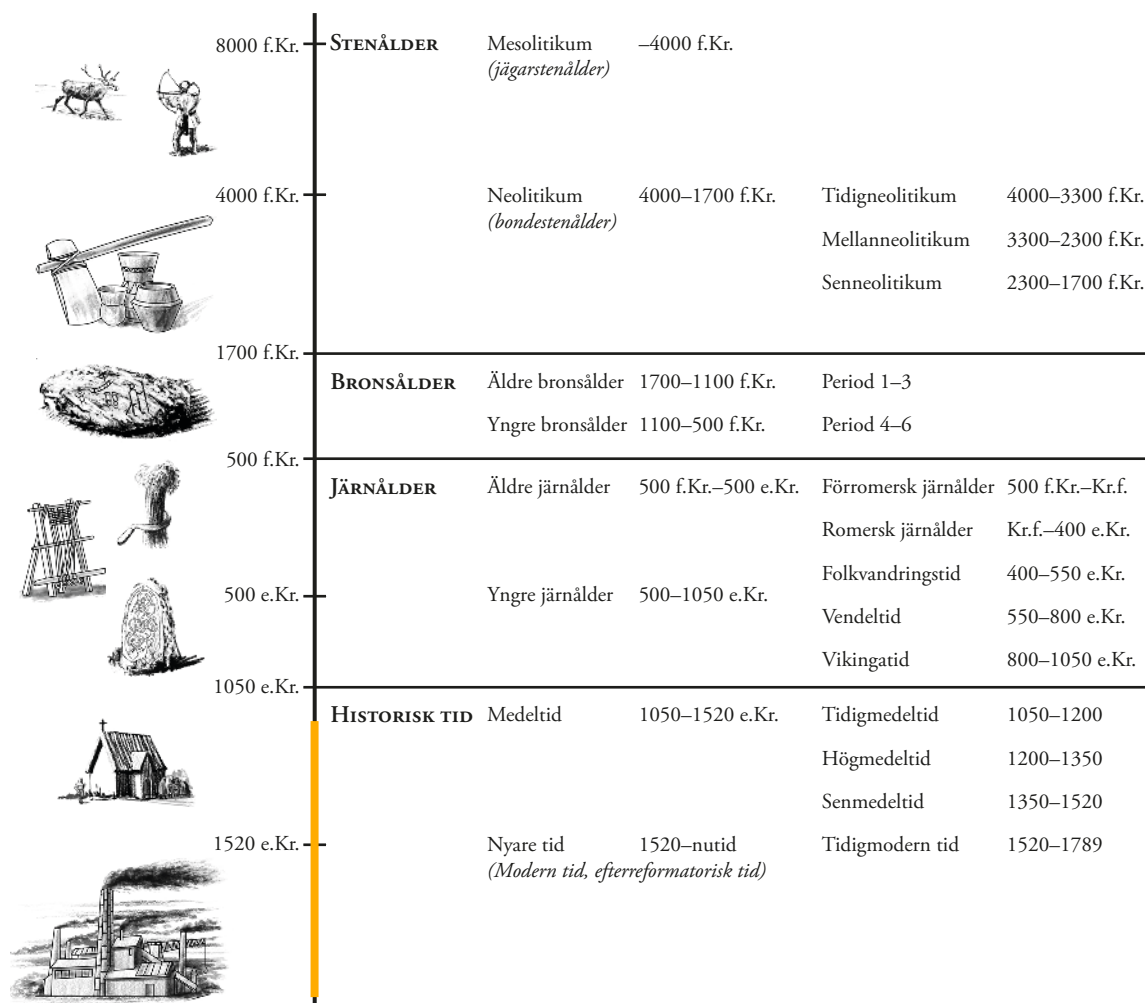 8000 f.Kr. STENÅLDER Mesolitikum –4000 f.Kr.
(jägarstenålder)
4000 f.Kr. Neolitikum 4000–1700 f.Kr. Tidigneolitikum 4000–3300 f.Kr.
(bondestenålder)
Mellanneolitikum 3300–2300 f.Kr.
Senneolitikum 2300–1700 f.Kr.
1700 f.Kr.
BRONSÅLDER Äldre bronsålder 1700–1100 f.Kr. Period 1–3
Yngre bronsålder 1100–500 f.Kr. Period 4–6
500 f.Kr.
JÄRNÅLDER Äldre järnålder 500 f.Kr.–500 e.Kr. Förromersk järnålder 500 f.Kr.–Kr.f.
Romersk järnålder Kr.f.–400 e.Kr.
Folkvandringstid 400–550 e.Kr.
500 e.Kr. Yngre järnålder 500–1050 e.Kr.
Vendeltid 550–800 e.Kr.
Vikingatid 800–1050 e.Kr.
1050 e.Kr.
HISTORISK TID Medeltid 1050–1520 e.Kr. Tidigmedeltid 1050–1200
Högmedeltid 1200–1350
Senmedeltid 1350–1520
1520 e.Kr. Nyare tid 1520–nutid Tidigmodern tid 1520–1789
(Modern tid, efterreformatorisk tid)